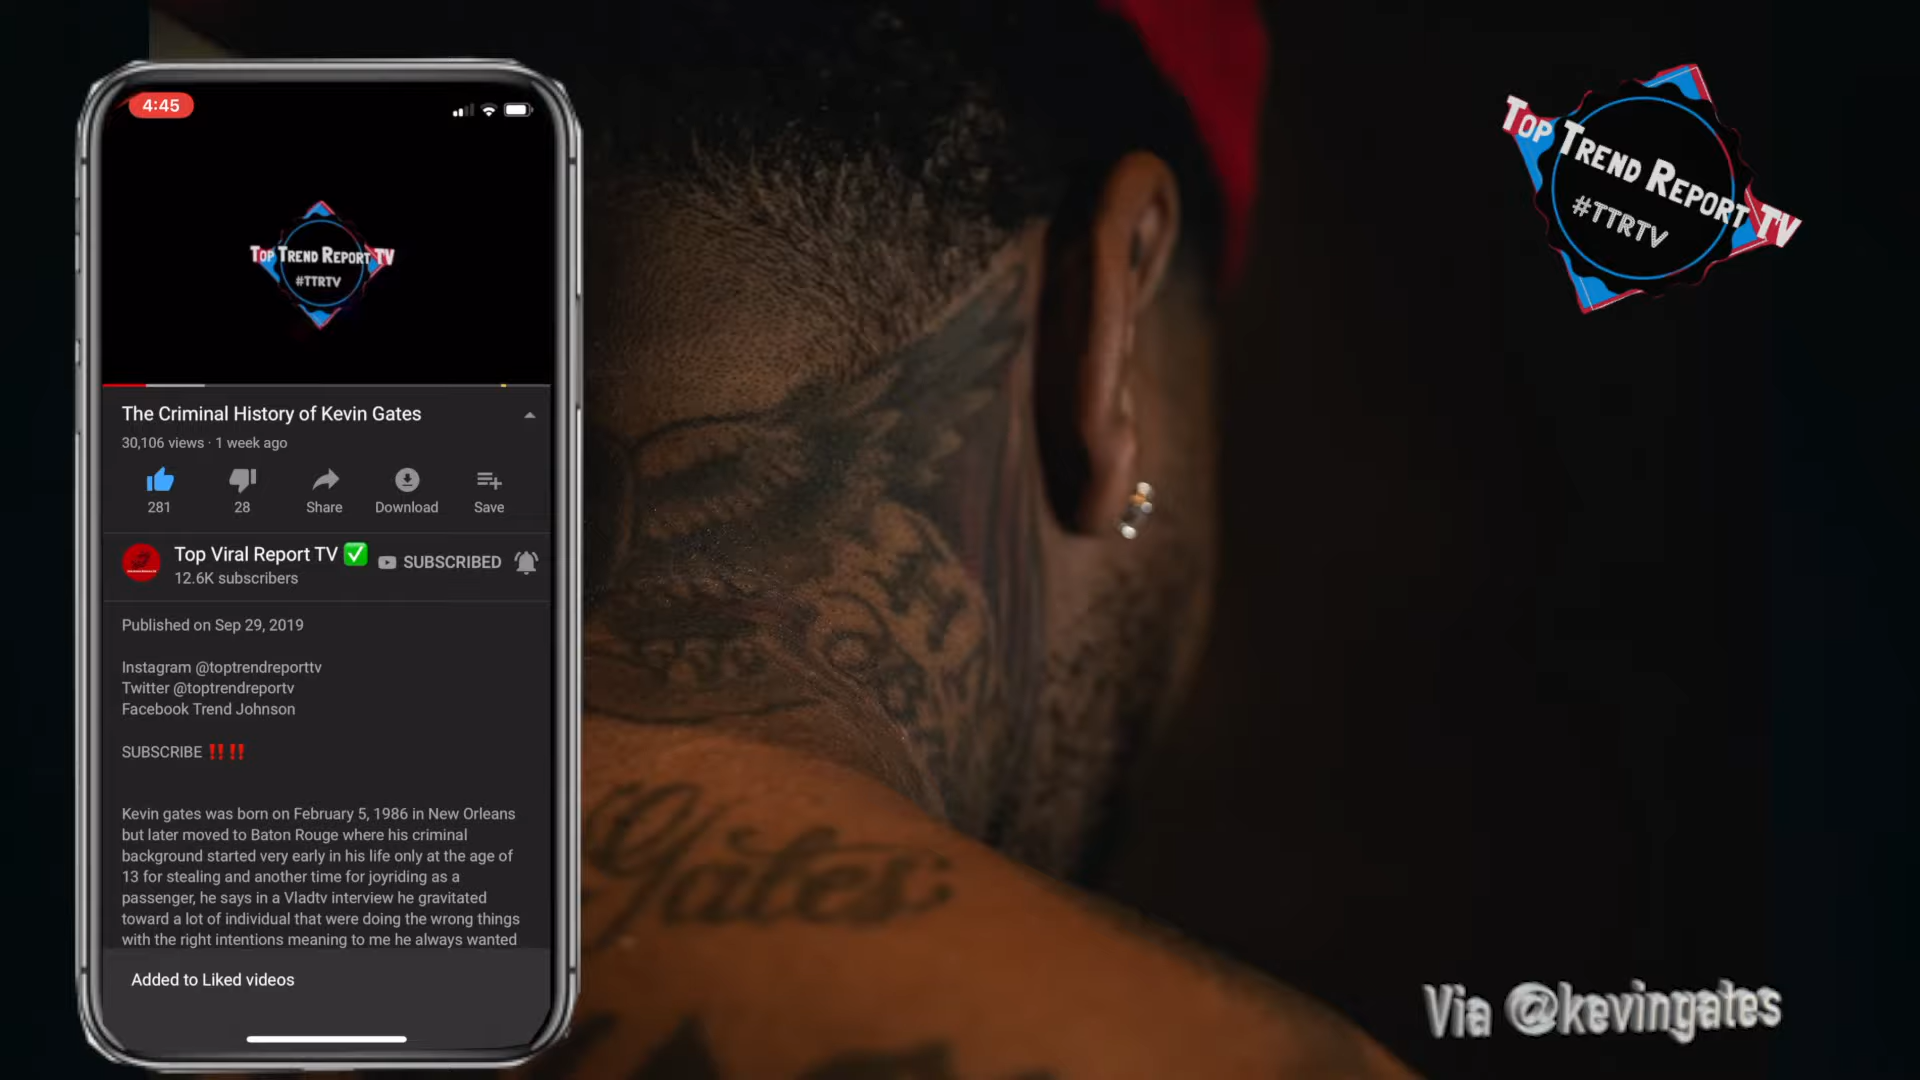 4:45
TOP TREND REPORT TV
#TTRTV
The Criminal History of Kevin Gates
30,106 views · 1 week ago
281 28 Share Download Save
Top Viral Report TV ✅ SUBSCRIBED
12.6K subscribers
Published on Sep 29, 2019
Instagram @toptrendreporttv
Twitter @toptrendreportv
Facebook Trend Johnson
SUBSCRIBE ‼️‼️
Kevin gates was born on February 5, 1986 in New Orleans
but later moved to Baton Rouge where his criminal
background started very early in his life only at the age of
13 for stealing and another time for joyriding as a
passenger, he says in a Vladtv interview he gravitated
toward a lot of individual that were doing the wrong things
with the right intentions meaning to me he always wanted
Added to Liked videos
TOP TREND REPORT TV
#TTRTV
Gates
Via @kevingates